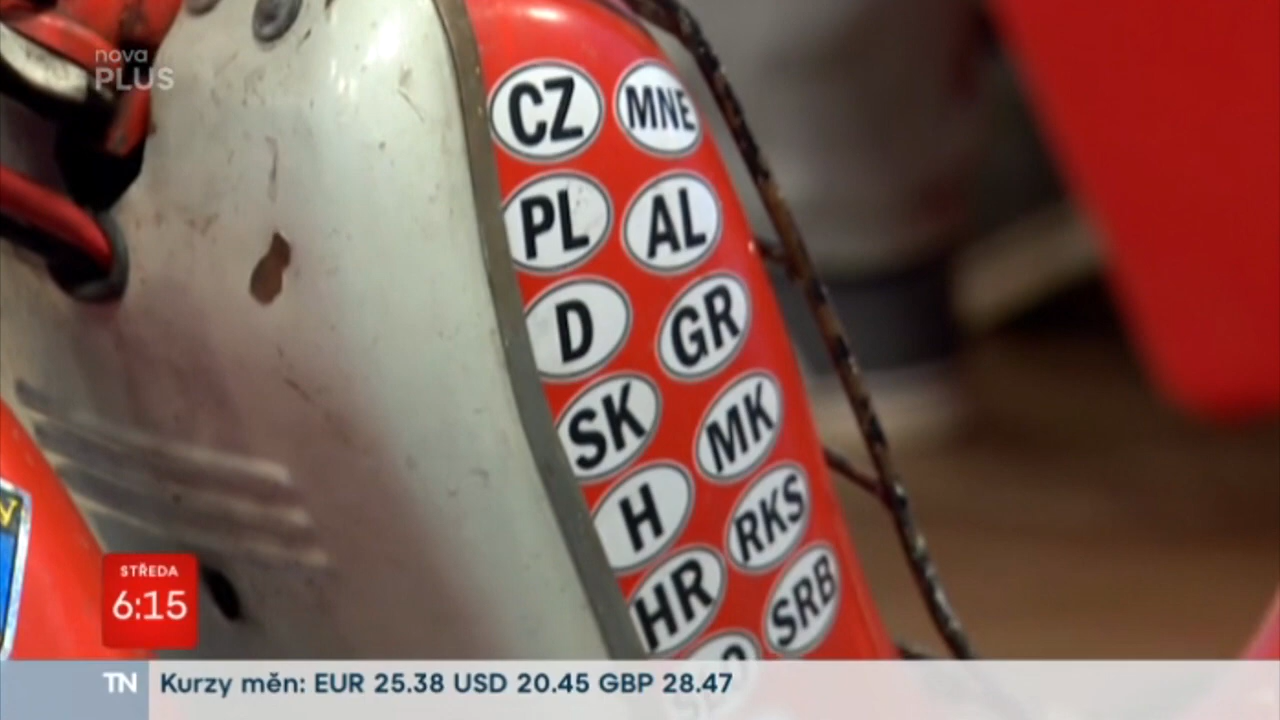 nova
PLUS
CZ
MNE
PL
AL
D
GR
SK
MK
H
RKS
HR
SRB
STŘEDA
6:15
TN
Kurzy měn: EUR 25.38 USD 20.45 GBP 28.47